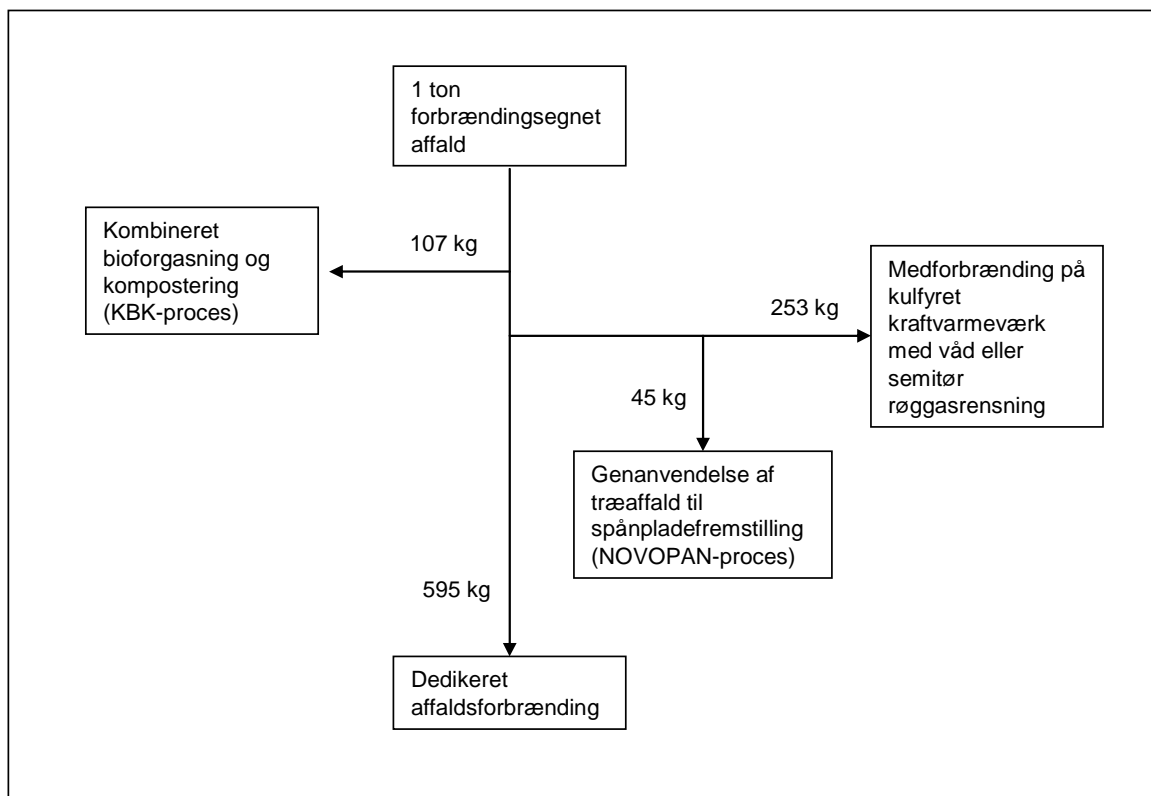 1 ton
forbrændingsegnet
affald
Kombineret
bioforgasning og
kompostering
(KBK-proces)
107 kg
Medforbrænding på
kulfyret
kraftvarmeværk
med våd eller
semitør
røggasrensning
253 kg
45 kg
Genanvendelse af
træaffald til
spånpladefremstilling
(NOVOPAN-proces)
595 kg
Dedikeret
affaldsforbrænding